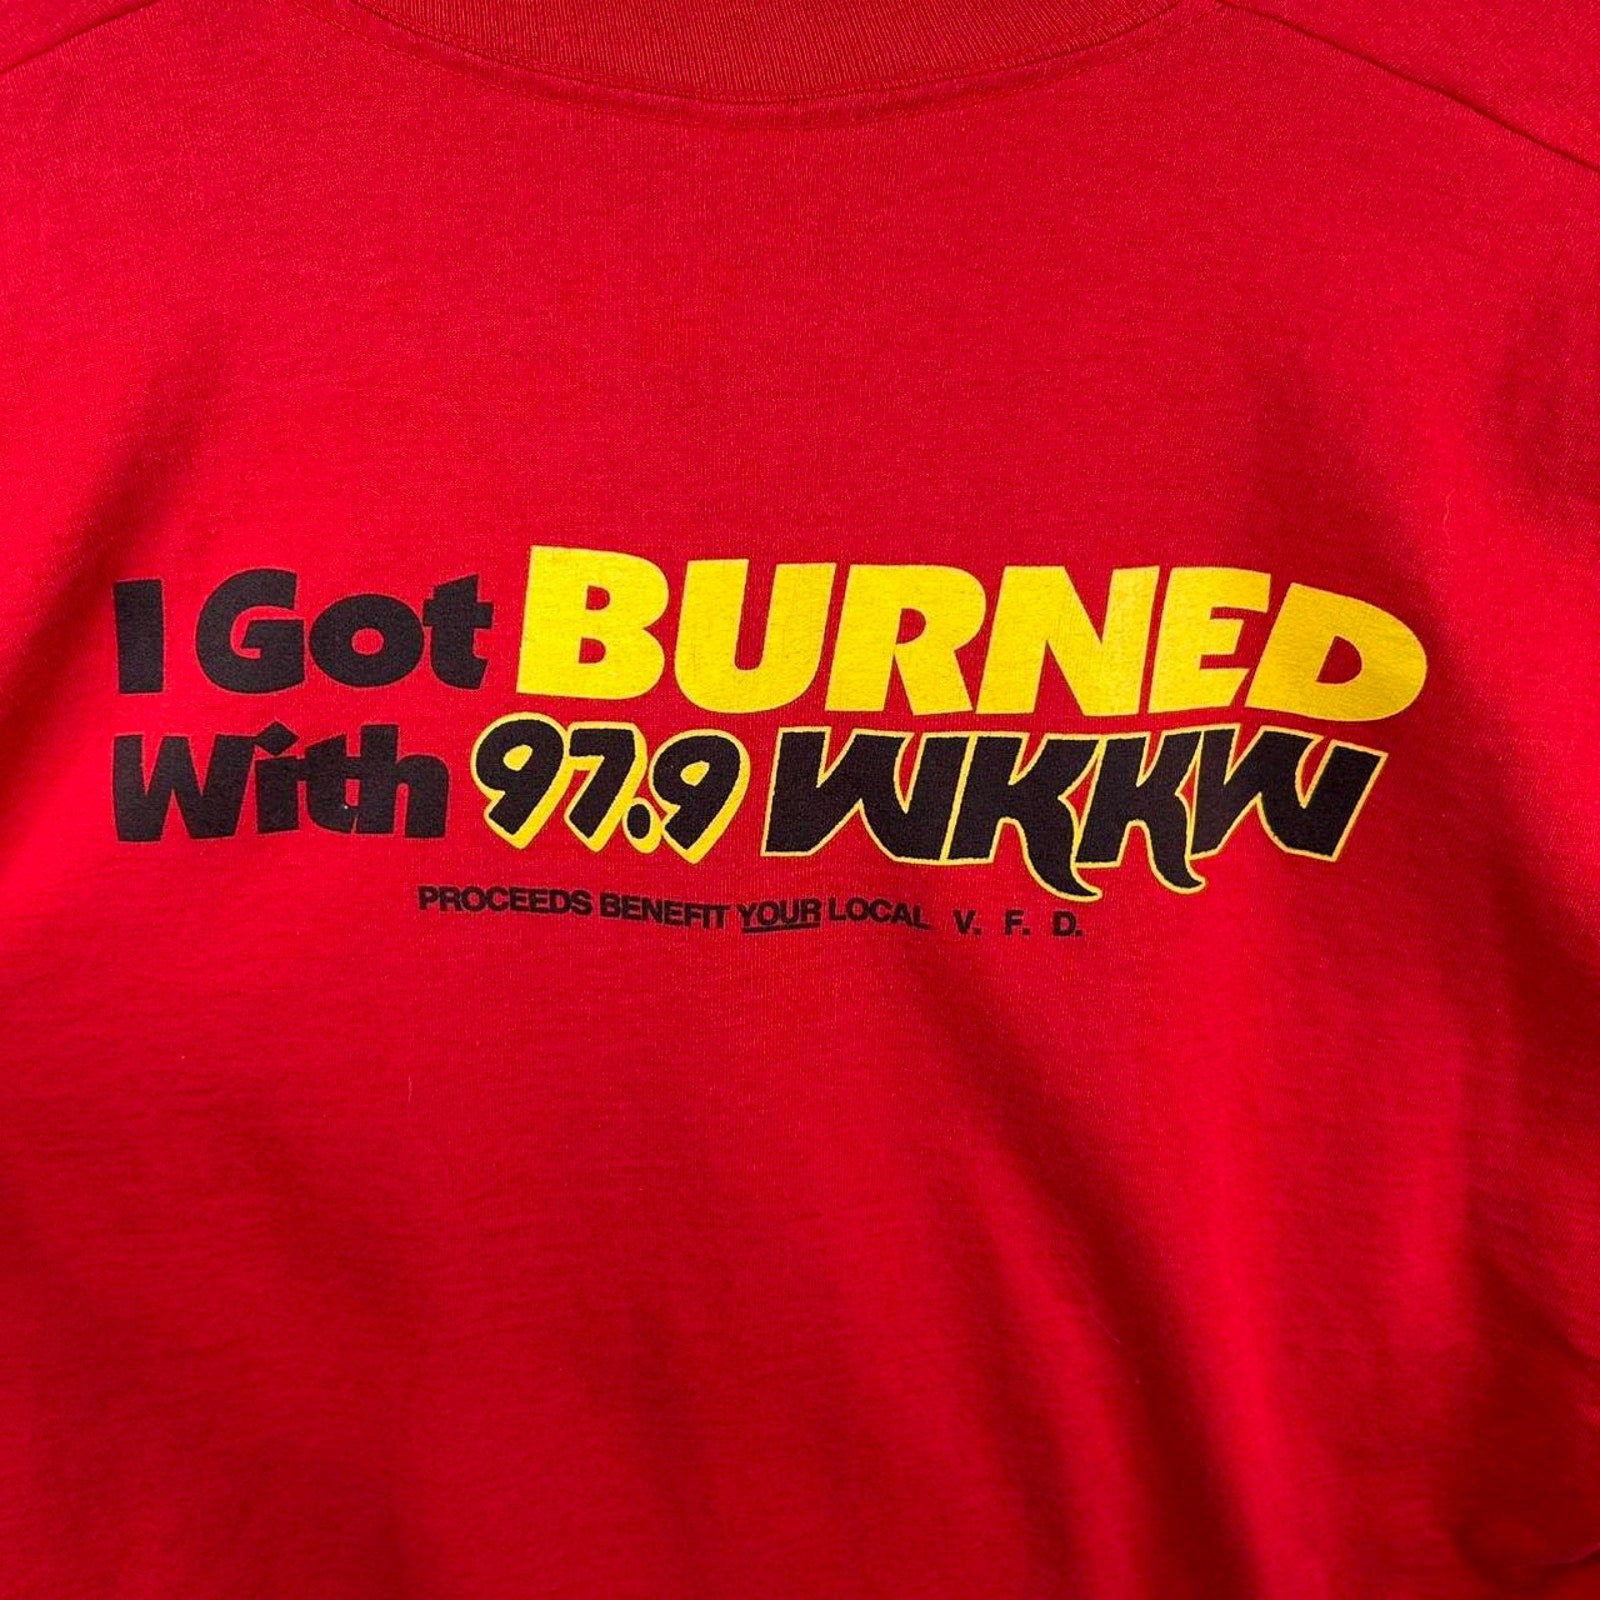 I Got BURNED
With 97.9 WKKW
PROCEEDS BENEFIT YOUR LOCAL V. F. D.